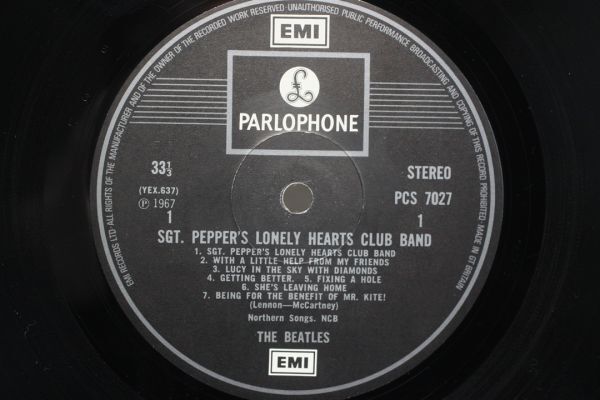 EMI RECORDS LTD·ALL RIGHTS OF THE MANUFACTURER AND OF THE OWNER OF THE RECORDED WORK RESERVED·UNAUTHORISED PUBLIC PERFORMANCE BROADCASTING AND COPYING OF THIS RECORD PROHIBITED. MADE IN GT BRITAIN
EMI
£
PARLOPHONE
33⅓
STEREO
(YEX.637)
PCS 7027
℗ 1967
1
1
SGT. PEPPER'S LONELY HEARTS CLUB BAND
1. SGT. PEPPER'S LONELY HEARTS CLUB BAND
2. WITH A LITTLE HELP FROM MY FRIENDS
3. LUCY IN THE SKY WITH DIAMONDS
4. GETTING BETTER. 5. FIXING A HOLE
6. SHE'S LEAVING HOME
7. BEING FOR THE BENEFIT OF MR. KITE!
(Lennon—McCartney)
Northern Songs. NCB
THE BEATLES
EMI